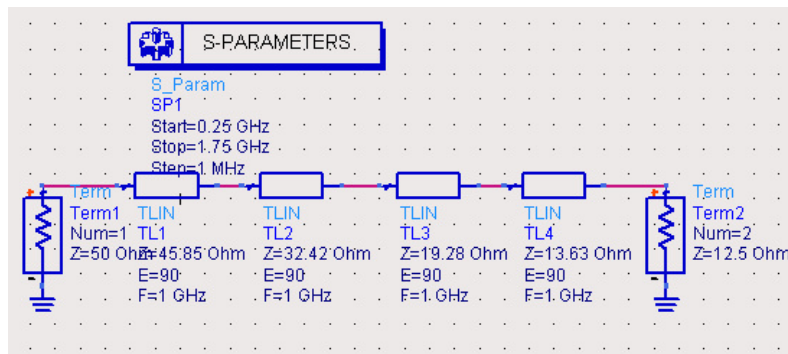 S-PARAMETERS
S_Param
SP1
Start=0.25 GHz
Stop=1.75 GHz
Step=1 MHz
Term
Term1
Num=1
Z=50 Ohm
TLIN
TL1
Z=45.85 Ohm
E=90
F=1 GHz
TLIN
TL2
Z=32.42 Ohm
E=90
F=1 GHz
TLIN
TL3
Z=19.28 Ohm
E=90
F=1 GHz
TLIN
TL4
Z=13.63 Ohm
E=90
F=1 GHz
Term
Term2
Num=2
Z=12.5 Ohm